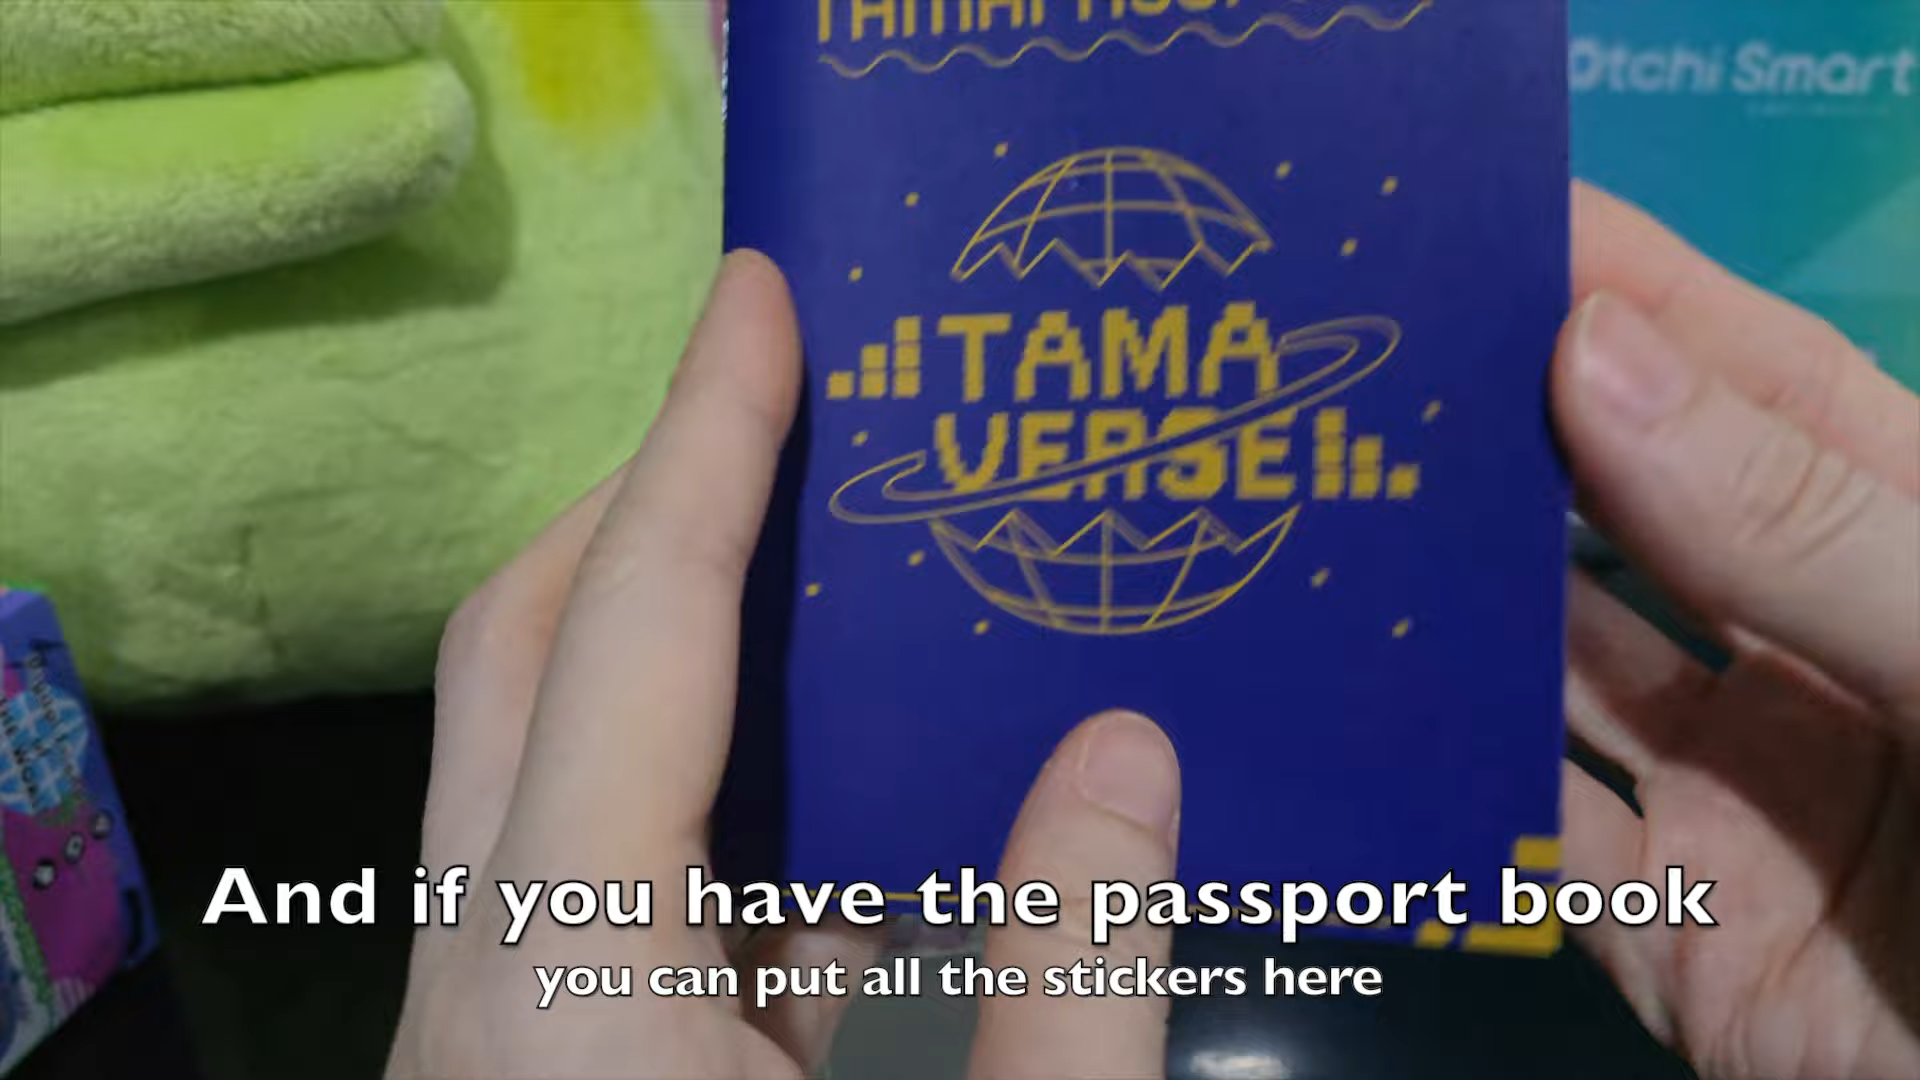 Otchi Smart
TAMA
VERSE
And if you have the passport book
you can put all the stickers here